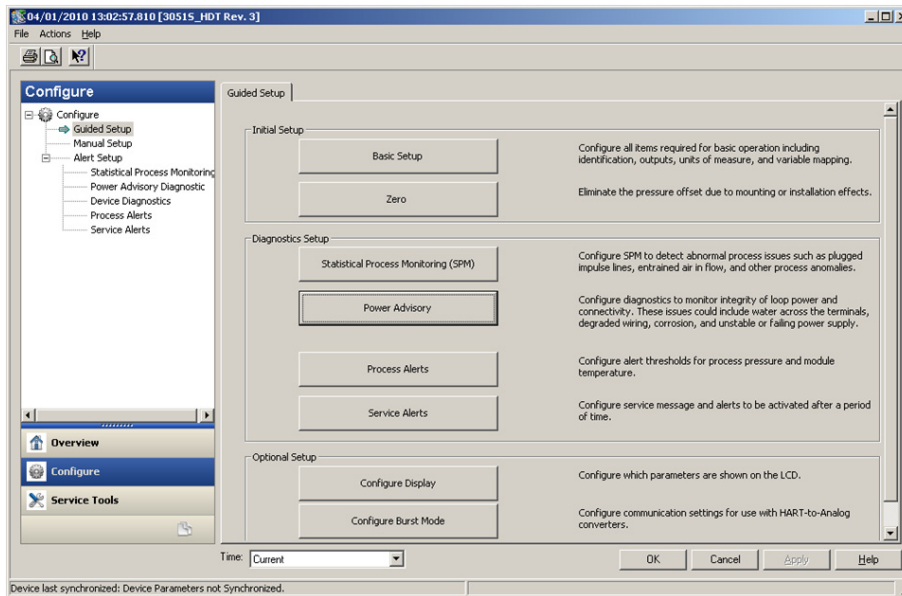 04/01/2010 13:02:57.810 [3051S_HDT Rev. 3]
File Actions Help
Configure
Configure
Guided Setup
Manual Setup
Alert Setup
Statistical Process Monitoring
Power Advisory Diagnostic
Device Diagnostics
Process Alerts
Service Alerts
Overview
Configure
Service Tools
Guided Setup
Initial Setup
Basic Setup
Configure all items required for basic operation including
identification, outputs, units of measure, and variable mapping.
Zero
Eliminate the pressure offset due to mounting or installation effects.
Diagnostics Setup
Statistical Process Monitoring (SPM)
Configure SPM to detect abnormal process issues such as plugged
impulse lines, entrained air in flow, and other process anomalies.
Power Advisory
Configure diagnostics to monitor integrity of loop power and
connectivity. These issues could include water across the terminals,
degraded wiring, corrosion, and unstable or failing power supply.
Process Alerts
Configure alert thresholds for process pressure and module
temperature.
Service Alerts
Configure service message and alerts to be activated after a period
of time.
Optional Setup
Configure Display
Configure which parameters are shown on the LCD.
Configure Burst Mode
Configure communication settings for use with HART-to-Analog
converters.
Time: Current
OK Cancel Apply Help
Device last synchronized: Device Parameters not Synchronized.